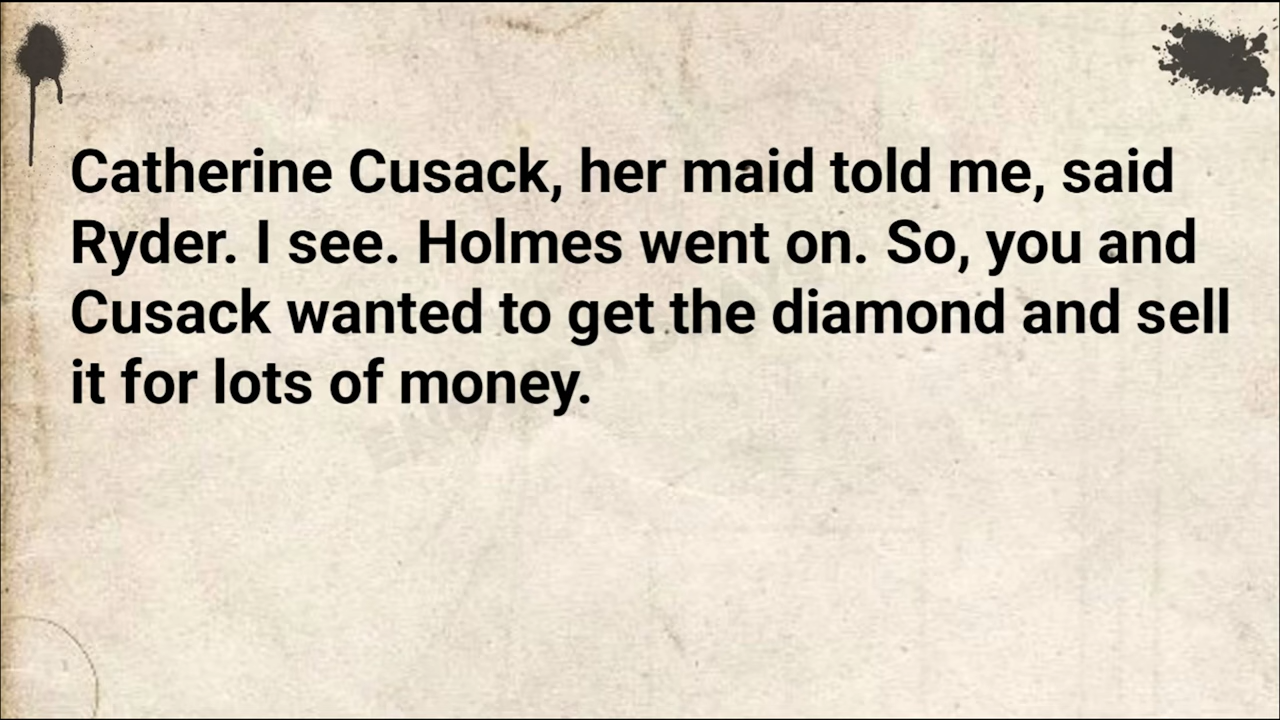 Catherine Cusack, her maid told me, said
Ryder. I see. Holmes went on. So, you and
Cusack wanted to get the diamond and sell
it for lots of money.